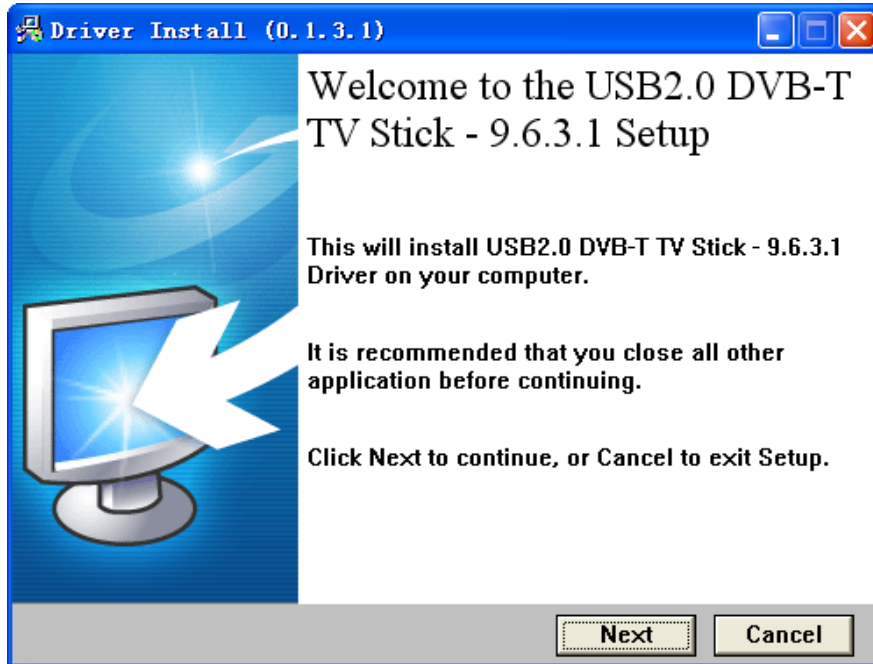 Driver Install (0.1.3.1)
Welcome to the USB2.0 DVB-T
TV Stick - 9.6.3.1 Setup
This will install USB2.0 DVB-T TV Stick - 9.6.3.1
Driver on your computer.
It is recommended that you close all other
application before continuing.
Click Next to continue, or Cancel to exit Setup.
Next
Cancel